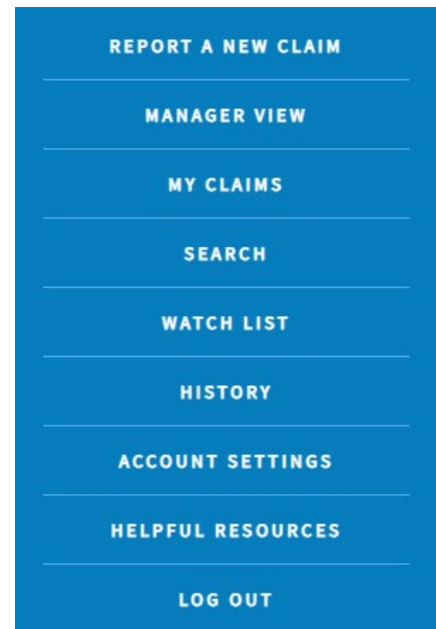 REPORT A NEW CLAIM
MANAGER VIEW
MY CLAIMS
SEARCH
WATCH LIST
HISTORY
ACCOUNT SETTINGS
HELPFUL RESOURCES
LOG OUT